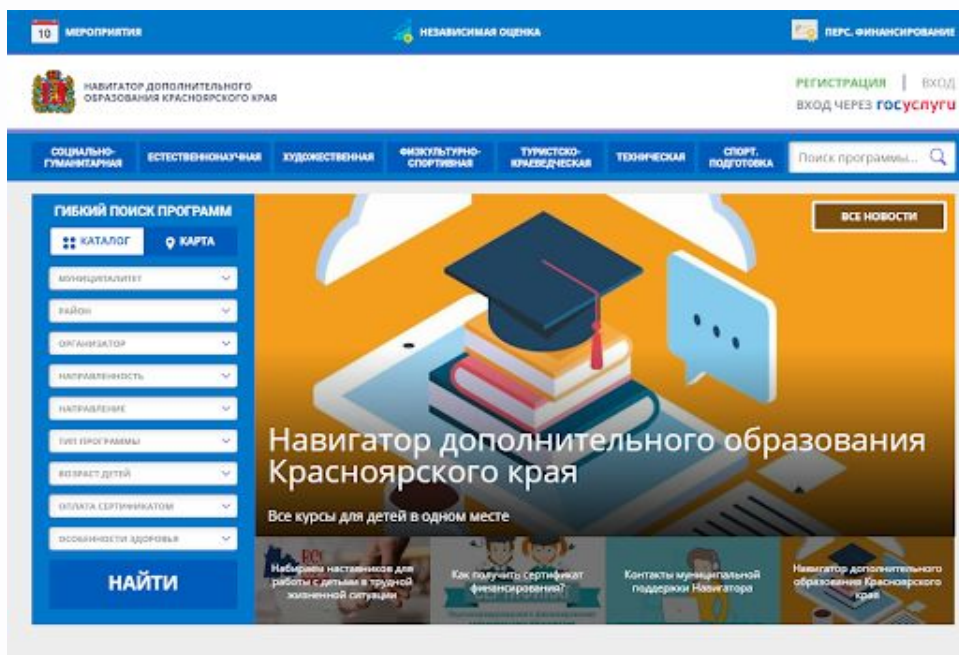 10 МЕРОПРИЯТИЯ
НЕЗАВИСИМАЯ ОЦЕНКА
ПЕРС. ФИНАНСИРОВАНИЕ
НАВИГАТОР ДОПОЛНИТЕЛЬНОГО
ОБРАЗОВАНИЯ КРАСНОЯРСКОГО КРАЯ
РЕГИСТРАЦИЯ | ВХОД
ВХОД ЧЕРЕЗ госуслуги
СОЦИАЛЬНО-
ГУМАНИТАРНАЯ
ЕСТЕСТВЕННОНАУЧНАЯ
ХУДОЖЕСТВЕННАЯ
ФИЗКУЛЬТУРНО-
СПОРТИВНАЯ
ТУРИСТСКО-
КРАЕВЕДЧЕСКАЯ
ТЕХНИЧЕСКАЯ
СПОРТ.
ПОДГОТОВКА
Поиск программы...
ГИБКИЙ ПОИСК ПРОГРАММ
КАТАЛОГ
КАРТА
МУНИЦИПАЛИТЕТ
РАЙОН
ОРГАНИЗАТОР
НАПРАВЛЕННОСТЬ
НАПРАВЛЕНИЕ
ТИП ПРОГРАММЫ
ВОЗРАСТ ДЕТЕЙ
ОПЛАТА СЕРТИФИКАТОМ
ОСОБЕННОСТИ ЗДОРОВЬЯ
НАЙТИ
ВСЕ НОВОСТИ
Навигатор дополнительного образования
Красноярского края
Все курсы для детей в одном месте
Набираем наставников для
работы с детьми в трудной
жизненной ситуации
Как получить сертификат
финансирования?
Контакты муниципальной
поддержки Навигатора
Навигатор дополнительного
образования Красноярского
края